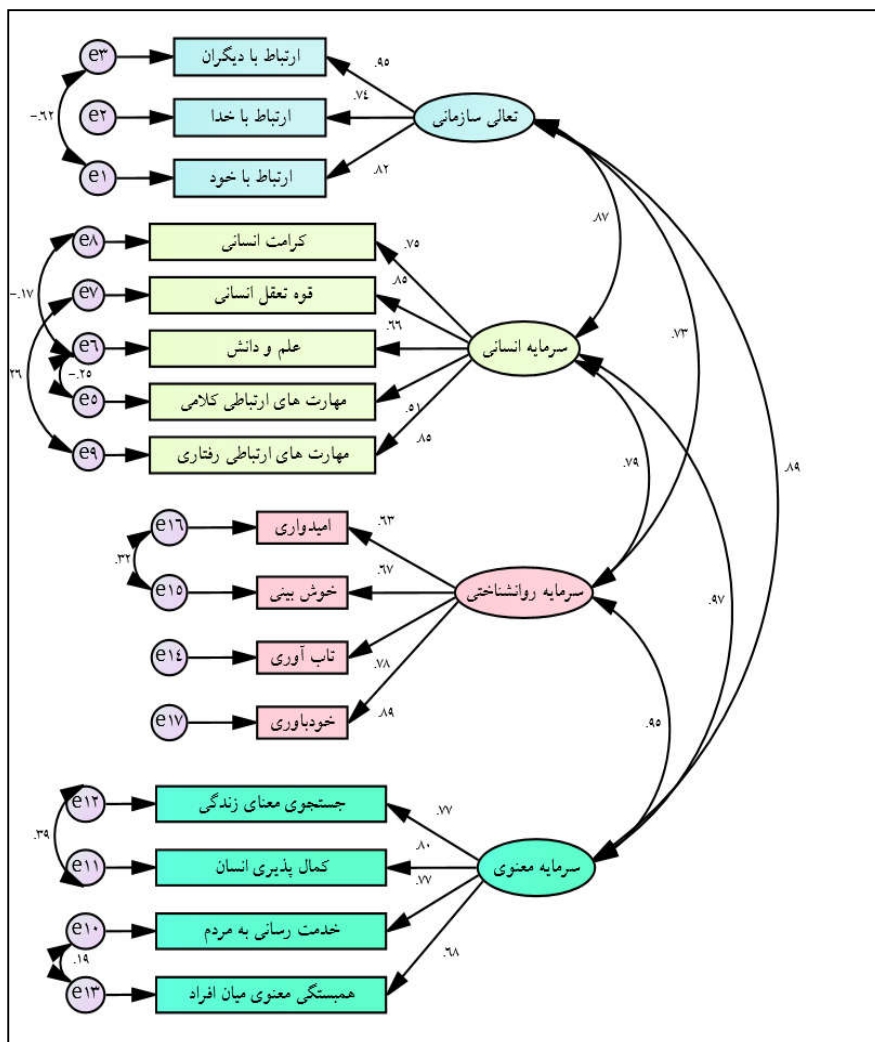 e۳
ارتباط با دیگران
.۹۵
e۲
ارتباط با خدا
.۷۴
تعالی سازمانی
-.۶۲
e۱
ارتباط با خود
.۸۲
.۸۷
e۸
کرامت انسانی
.۷۵
e۷
قوه تعقل انسانی
.۸۵
-.۱۷
e۶
علم و دانش
.۶۶
سرمایه انسانی
.۷۳
۲۶
-.۲۵
e۵
مهارت های ارتباطی کلامی
.۵۱
e۹
مهارت های ارتباطی رفتاری
.۸۵
.۷۹
.۸۹
e۱۶
امیدواری
.۶۳
.۳۲
e۱۵
خوش بینی
.۶۷
سرمایه روانشناختی
.۹۷
e۱۴
تاب آوری
.۷۸
e۱۷
خودباوری
.۸۹
.۹۵
e۱۲
جستجوی معنای زندگی
.۷۷
.۳۹
e۱۱
کمال پذیری انسان
.۸۰
سرمایه معنوی
e۱۰
خدمت رسانی به مردم
.۷۷
.۱۹
e۱۳
همبستگی معنوی میان افراد
.۶۸